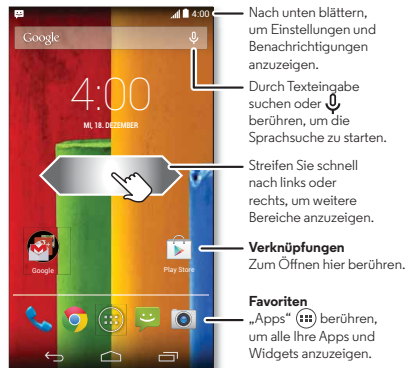 4:00
Google
4:00
MI, 18. DEZEMBER
Google
Play Store
Nach unten blättern,
um Einstellungen und
Benachrichtigungen
anzuzeigen.
Durch Texteingabe
suchen oder
berühren, um die
Sprachsuche zu starten.
Streifen Sie schnell
nach links oder
rechts, um weitere
Bereiche anzuzeigen.
Verknüpfungen
Zum Öffnen hier berühren.
Favoriten
„Apps“ berühren,
um alle Ihre Apps und
Widgets anzuzeigen.